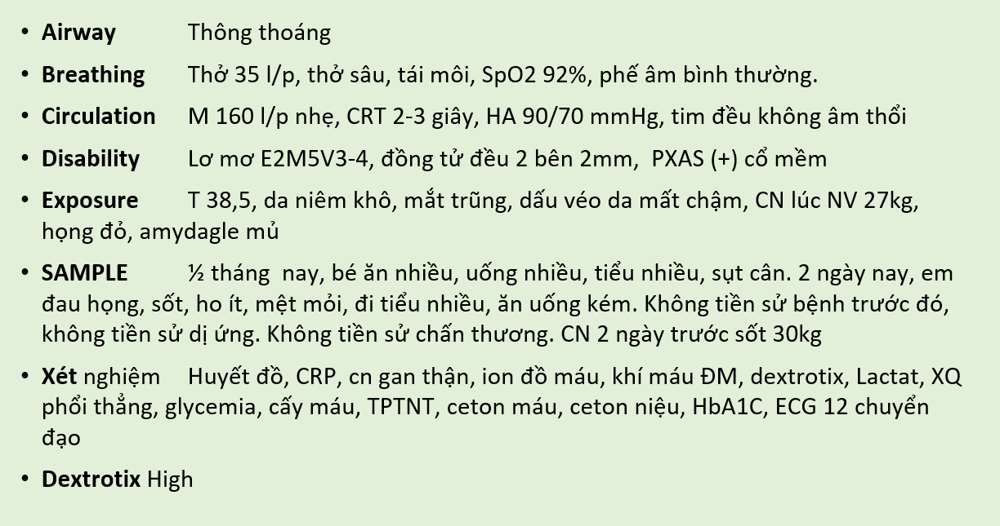 • Airway Thông thoáng
• Breathing Thở 35 l/p, thở sâu, tái môi, SpO2 92%, phế âm bình thường.
• Circulation M 160 l/p nhẹ, CRT 2-3 giây, HA 90/70 mmHg, tim đều không âm thổi
• Disability Lơ mơ E2M5V3-4, đồng tử đều 2 bên 2mm, PXAS (+) cổ mềm
• Exposure T 38,5, da niêm khô, mắt trũng, dấu véo da mất chậm, CN lúc NV 27kg,
họng đỏ, amydagle mủ
• SAMPLE ½ tháng nay, bé ăn nhiều, uống nhiều, tiểu nhiều, sụt cân. 2 ngày nay, em
đau họng, sốt, ho ít, mệt mỏi, đi tiểu nhiều, ăn uống kém. Không tiền sử bệnh trước đó,
không tiền sử dị ứng. Không tiền sử chấn thương. CN 2 ngày trước sốt 30kg
• Xét nghiệm Huyết đồ, CRP, cn gan thận, ion đồ máu, khí máu ĐM, dextrotix, Lactat, XQ
phổi thẳng, glycemia, cấy máu, TPTNT, ceton máu, ceton niệu, HbA1C, ECG 12 chuyển
đạo
• Dextrotix High